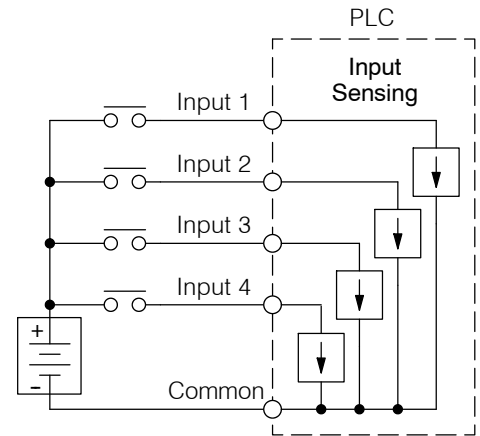 PLC
Input
Sensing
Input 1
Input 2
Input 3
Input 4
+
–
Common